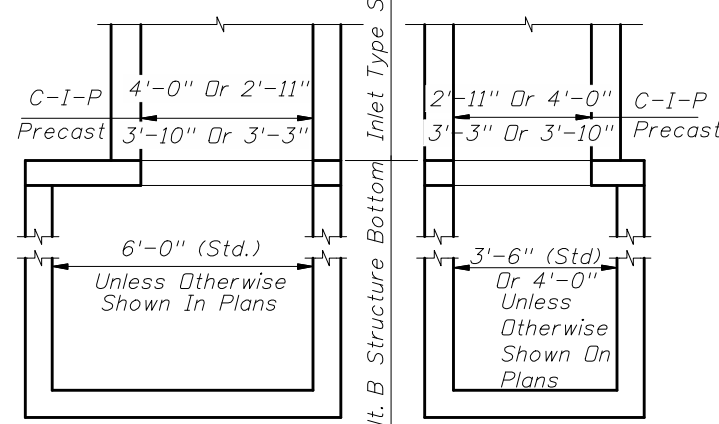 C-I-P
Precast
4'-0" Or 2'-11"
3'-10" Or 3'-3"
6'-0" (Std.)
Unless Otherwise
Shown In Plans
Structure Bottom
Inlet Type
2'-11" Or 4'-0"
3'-3" Or 3'-10"
C-I-P
Precast
3'-6" (Std)
Or 4'-0"
Unless
Otherwise
Shown On
Plans